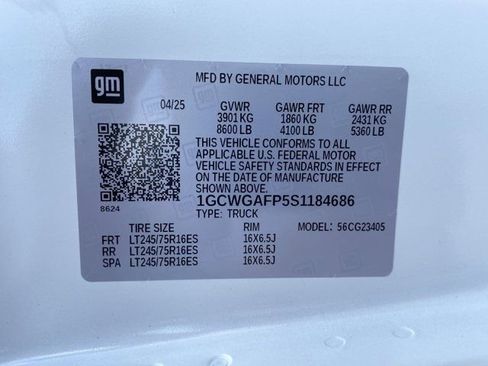 gm
MFD BY GENERAL MOTORS LLC
04/25 GVWR GAWR FRT GAWR RR
3901 KG 1860 KG 2431 KG
8600 LB 4100 LB 5360 LB
THIS VEHICLE CONFORMS TO ALL
APPLICABLE U.S. FEDERAL MOTOR
VEHICLE SAFETY STANDARDS IN EFFECT
ON THE DATE OF MANUFACTURE
SHOWN ABOVE.
8624
1GCWGAFP5S1184686
TYPE: TRUCK
TIRE SIZE RIM MODEL: 56CG23405
FRT LT245/75R16ES 16X6.5J
RR LT245/75R16ES 16X6.5J
SPA LT245/75R16ES 16X6.5J